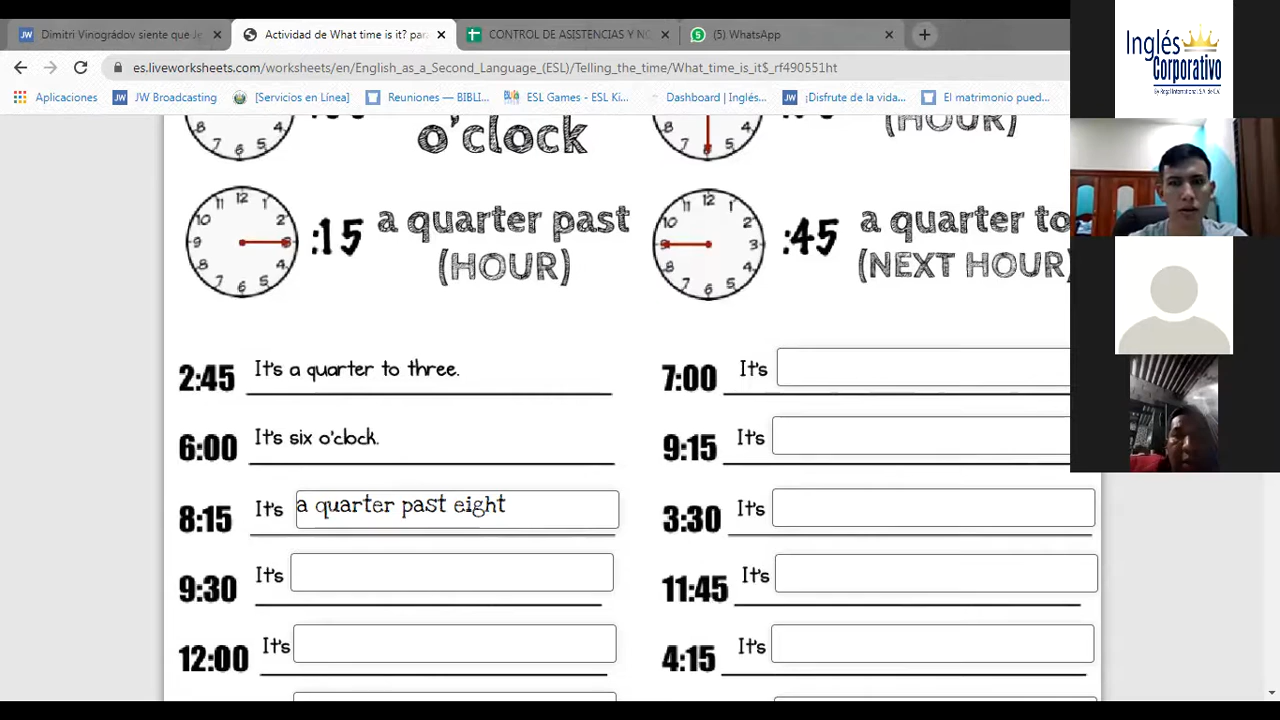 Dimitri Vinográdov siente que Je
Actividad de What time is it? par
CONTROL DE ASISTENCIAS Y NO
(5) WhatsApp
es.liveworksheets.com/worksheets/en/English_as_a_Second_Language_(ESL)/Telling_the_time/What_time_is_it$_rf490551ht
Aplicaciones
JW Broadcasting
[Servicios en Línea]
Reuniones — BIBLI...
ESL Games - ESL Ki...
Dashboard | Inglés...
¡Disfrute de la vida...
El matrimonio pued...
Inglés
Corporativo
o'clock
(HOUR)
:15 a quarter past
(HOUR)
:45 a quarter to
(NEXT HOUR)
2:45 It's a quarter to three.
6:00 It's six o'clock.
8:15 It's a quarter past eight
9:30 It's
12:00 It's
7:00 It's
9:15 It's
3:30 It's
11:45 It's
4:15 It's